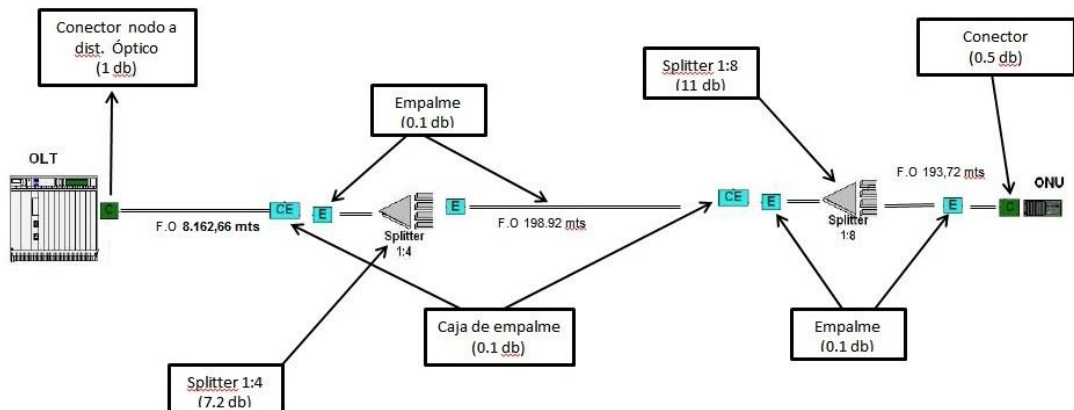 Conector nodo a
dist. Óptico
(1 db)
Empalme
(0.1 db)
Splitter 1:8
(11 db)
Conector
(0.5 db)
OLT
C
F.O 8.162,66 mts
CE
E
Splitter
1:4
E
F.O 198.92 mts
CE
E
Splitter
1:8
F.O 193,72 mts
E
C
ONU
Caja de empalme
(0.1 db)
Empalme
(0.1 db)
Splitter 1:4
(7.2 db)